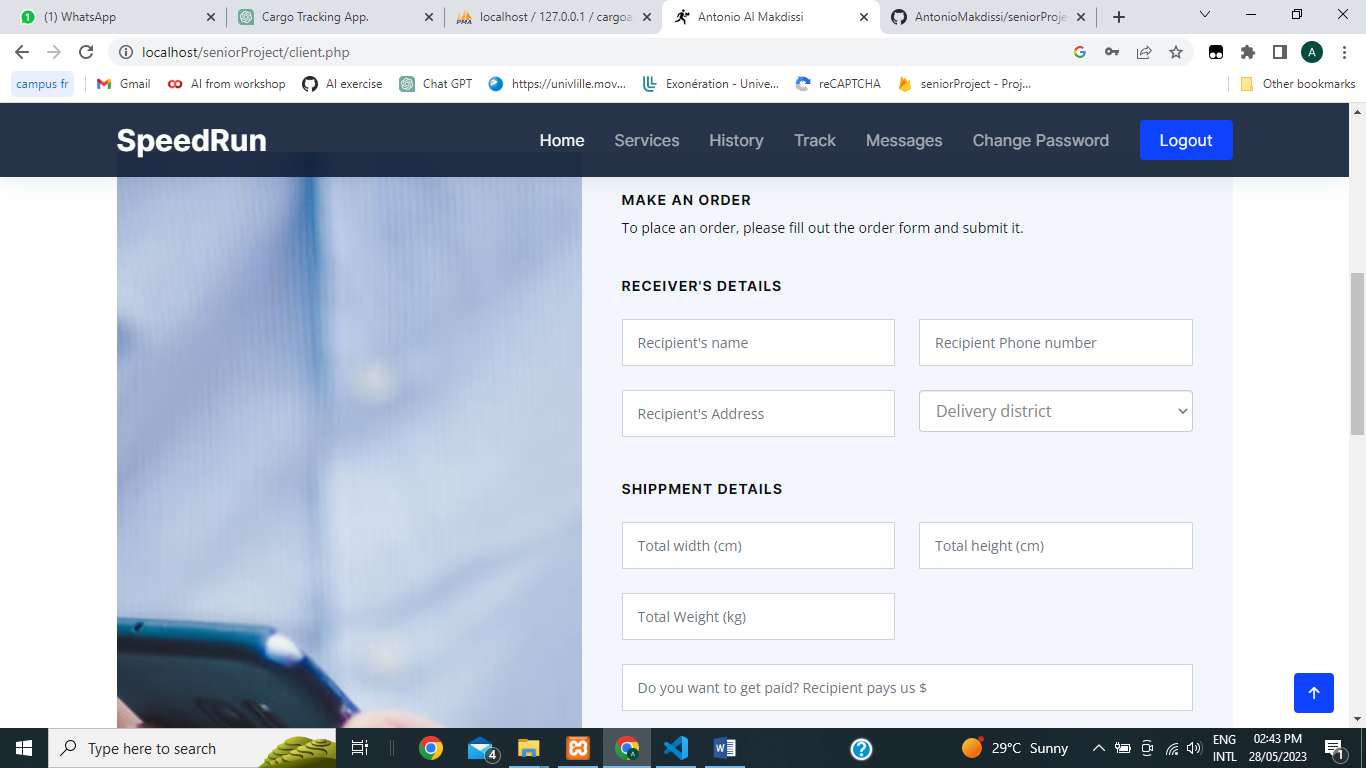 (1) WhatsApp
Cargo Tracking App.
localhost / 127.0.0.1 / cargoa
Antonio Al Makdissi
AntonioMakdissi/seniorProje
localhost/seniorProject/client.php
A
campus fr
Gmail
AI from workshop
AI exercise
Chat GPT
https://univlille.mov...
Exonération - Unive...
reCAPTCHA
seniorProject - Proj...
Other bookmarks
SpeedRun
Home
Services
History
Track
Messages
Change Password
Logout
MAKE AN ORDER
To place an order, please fill out the order form and submit it.
RECEIVER'S DETAILS
Recipient's name
Recipient Phone number
Recipient's Address
Delivery district
SHIPPMENT DETAILS
Total width (cm)
Total height (cm)
Total Weight (kg)
Do you want to get paid? Recipient pays us $
Type here to search
4
29°C Sunny
ENG
INTL
02:43 PM
28/05/2023
1